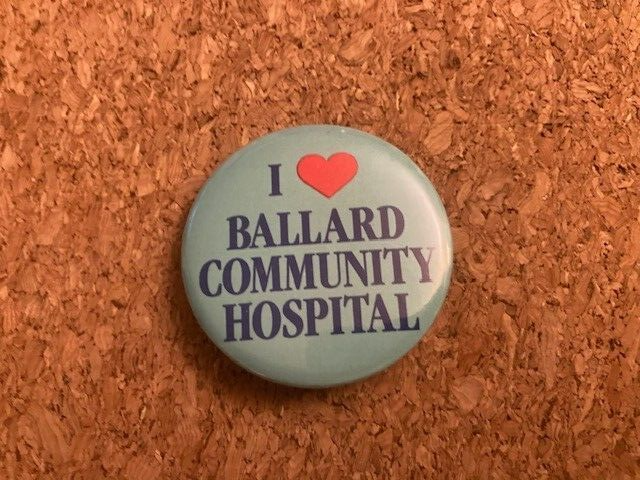 I ❤
BALLARD
COMMUNITY
HOSPITAL